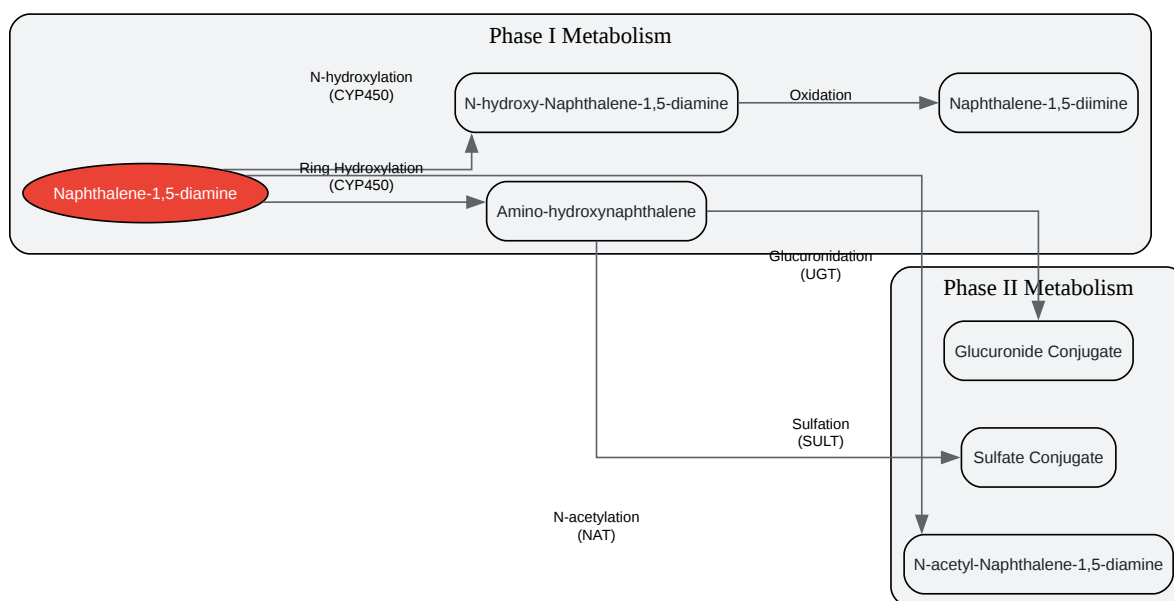 Phase I Metabolism
N-hydroxylation
(CYP450)
N-hydroxy-Naphthalene-1,5-diamine
Oxidation
Naphthalene-1,5-diimine
Ring Hydroxylation
(CYP450)
Naphthalene-1,5-diamine
Amino-hydroxynaphthalene
Glucuronidation
(UGT)
Phase II Metabolism
Glucuronide Conjugate
Sulfation
(SULT)
Sulfate Conjugate
N-acetylation
(NAT)
N-acetyl-Naphthalene-1,5-diamine